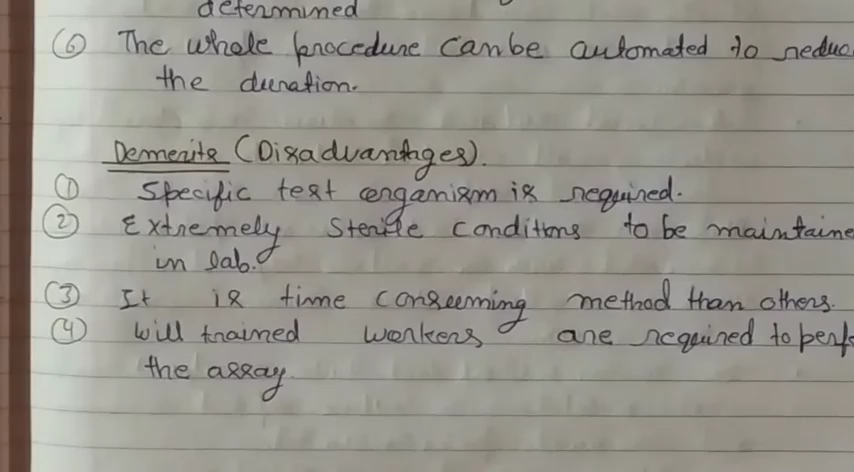 determined
⑥ The whole procedure canbe automated to reduc
the duration.
Demerits (Disadvantages).
① Specific test organism is required.
② Extremely sterile conditions to be maintaine
in lab.
③ It is time consuming method than others.
④ Will trained workers are required to perf
the assay.